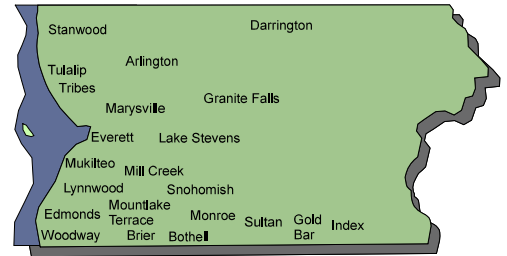 Darrington
Stanwood
Arlington
Tulalip
Tribes
Granite Falls
Marysville
Everett
Lake Stevens
Mukilteo
Mill Creek
Lynnwood
Snohomish
Mountlake
Terrace
Edmonds
Monroe
Sultan
Gold
Bar
Index
Woodway
Brier
Bothell